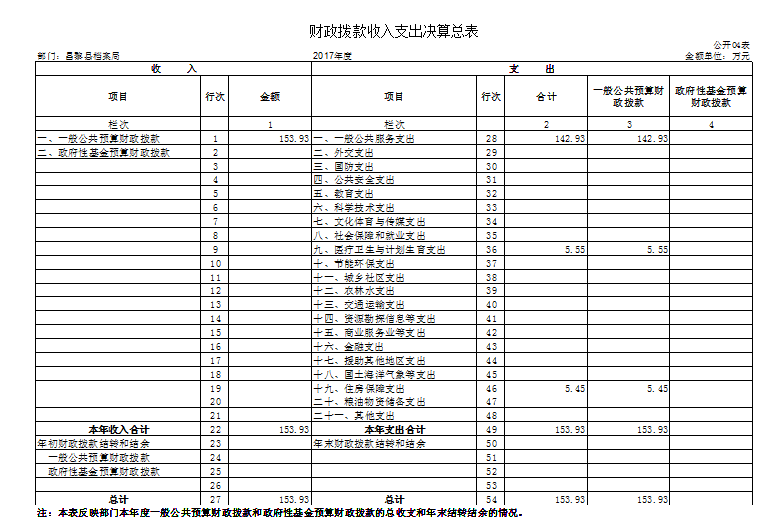 财政拨款收入支出决算总表
公开04表
部门：昌黎县档案局 2017年度 金额单位：万元
收 入 支 出
项目 行次 金额 项目 行次 合计 一般公共预算财政拨款 政府性基金预算财政拨款
栏次 1 栏次 2 3 4
一、一般公共预算财政拨款 1 153.93 一、一般公共服务支出 28 142.93 142.93
二、政府性基金预算财政拨款 2 二、外交支出 29
3 三、国防支出 30
4 四、公共安全支出 31
5 五、教育支出 32
6 六、科学技术支出 33
7 七、文化体育与传媒支出 34
8 八、社会保障和就业支出 35
9 九、医疗卫生与计划生育支出 36 5.55 5.55
10 十、节能环保支出 37
11 十一、城乡社区支出 38
12 十二、农林水支出 39
13 十三、交通运输支出 40
14 十四、资源勘探信息等支出 41
15 十五、商业服务业等支出 42
16 十六、金融支出 43
17 十七、援助其他地区支出 44
18 十八、国土海洋气象等支出 45
19 十九、住房保障支出 46 5.45 5.45
20 二十、粮油物资储备支出 47
21 二十一、其他支出 48
本年收入合计 22 153.93 本年支出合计 49 153.93 153.93
年初财政拨款结转和结余 23 年末财政拨款结转和结余 50
一般公共预算财政拨款 24 51
政府性基金预算财政拨款 25 52
26 53
总计 27 153.93 总计 54 153.93 153.93
注：本表反映部门本年度一般公共预算财政拨款和政府性基金预算财政拨款的总收支和年末结转结余的情况。